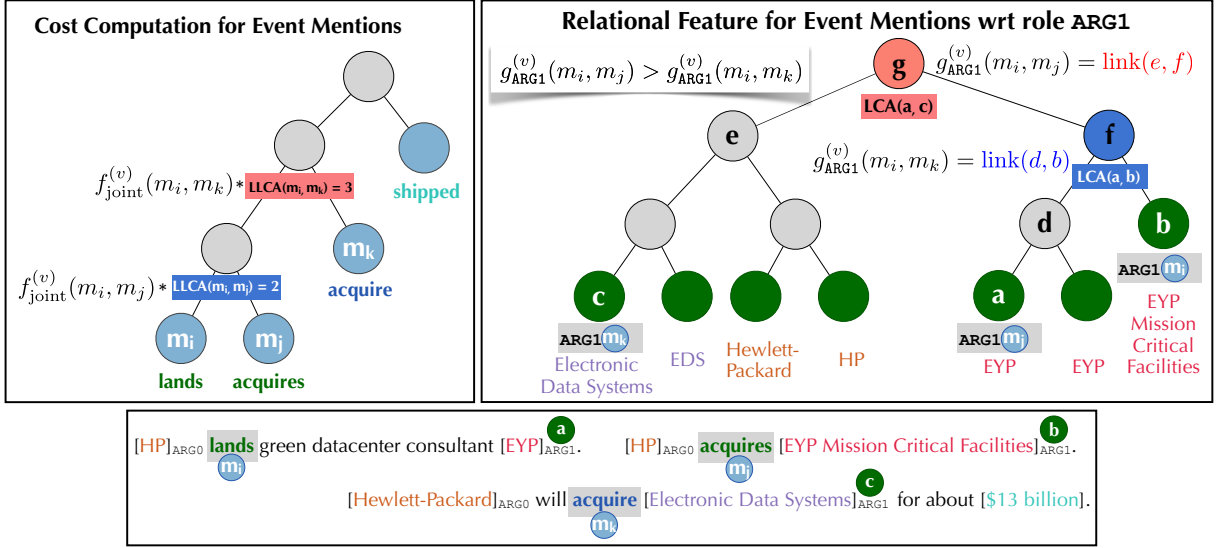 Cost Computation for Event Mentions
shipped
f_joint^(v)(m_i, m_k)* LLCA(m_i, m_k) = 3
m_k
acquire
f_joint^(v)(m_i, m_j)* LLCA(m_i, m_j) = 2
m_i m_j
lands acquires
Relational Feature for Event Mentions wrt role ARG1
g_ARG1^(v)(m_i, m_j) > g_ARG1^(v)(m_i, m_k)
g
g_ARG1^(v)(m_i, m_j) = link(e, f)
LCA(a, c)
e
f
g_ARG1^(v)(m_i, m_k) = link(d, b)
LCA(a, b)
d
b
ARG1 m_i
EYP
Mission
Critical
Facilities
c
ARG1 m_k
Electronic
Data Systems
EDS
Hewlett-
Packard
HP
a
ARG1 m_j
EYP
EYP
[HP]ARG0 lands green datacenter consultant [EYP]ARG1. a
m_i
[HP]ARG0 acquires [EYP Mission Critical Facilities]ARG1. b
m_j
[Hewlett-Packard]ARG0 will acquire [Electronic Data Systems]ARG1 for about [$13 billion]. c
m_k